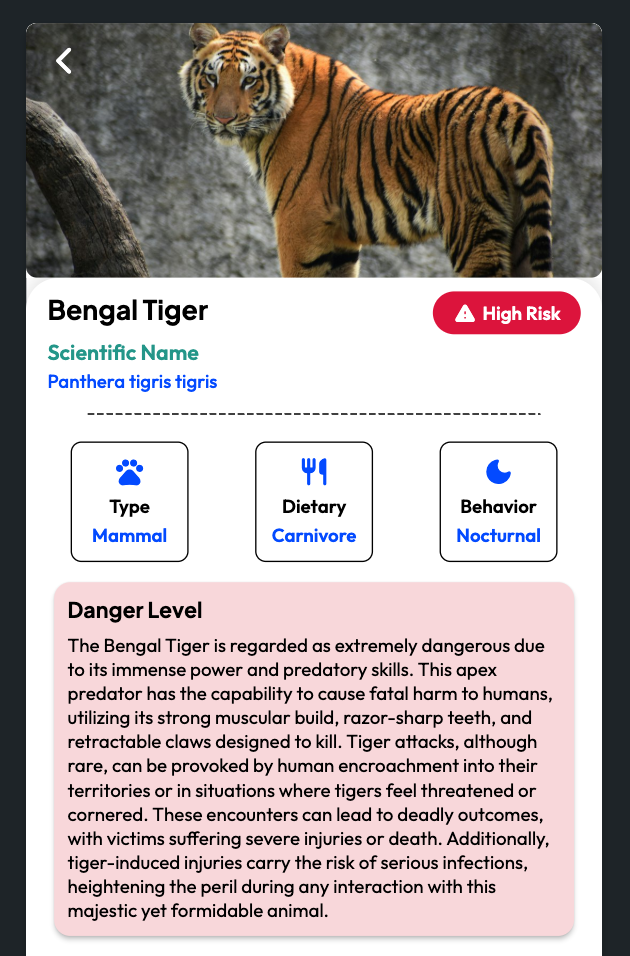 Bengal Tiger
High Risk
Scientific Name
Panthera tigris tigris
Type
Mammal
Dietary
Carnivore
Behavior
Nocturnal
Danger Level
The Bengal Tiger is regarded as extremely dangerous due
to its immense power and predatory skills. This apex
predator has the capability to cause fatal harm to humans,
utilizing its strong muscular build, razor-sharp teeth, and
retractable claws designed to kill. Tiger attacks, although
rare, can be provoked by human encroachment into their
territories or in situations where tigers feel threatened or
cornered. These encounters can lead to deadly outcomes,
with victims suffering severe injuries or death. Additionally,
tiger-induced injuries carry the risk of serious infections,
heightening the peril during any interaction with this
majestic yet formidable animal.